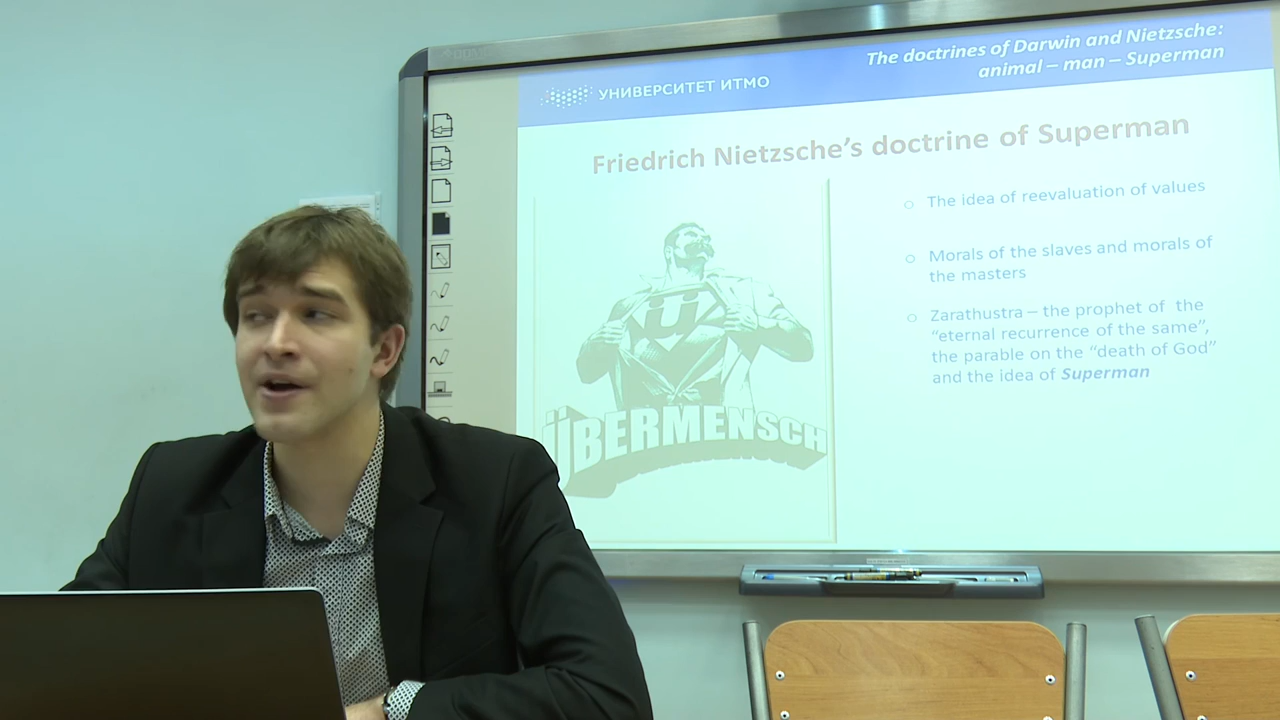 The doctrines of Darwin and Nietzsche:
animal – man – Superman
УНИВЕРСИТЕТ ИТМО
Friedrich Nietzsche's doctrine of Superman
The idea of reevaluation of values
Morals of the slaves and morals of
the masters
Zarathustra – the prophet of the
"eternal recurrence of the same",
the parable on the "death of God"
and the idea of Superman
Ü
ÜBERMENSCH